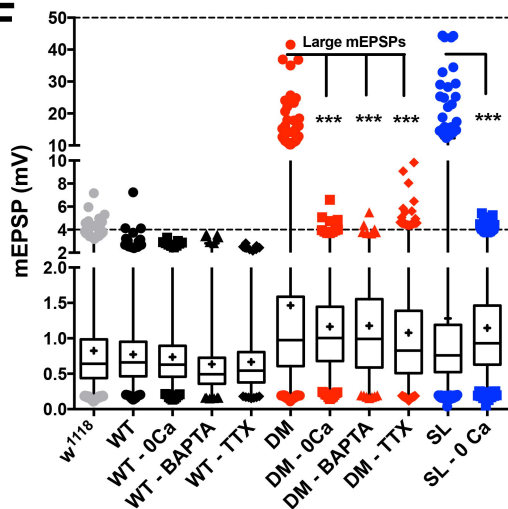 F
mEPSP (mV)
50
40
30
20
10
10
8
6
4
2
2.0
1.5
1.0
0.5
0.0
Large mEPSPs
*** *** *** ***
w1118
WT
WT - 0Ca
WT - BAPTA
WT - TTX
DM
DM - 0Ca
DM - BAPTA
DM - TTX
SL
SL - 0 Ca